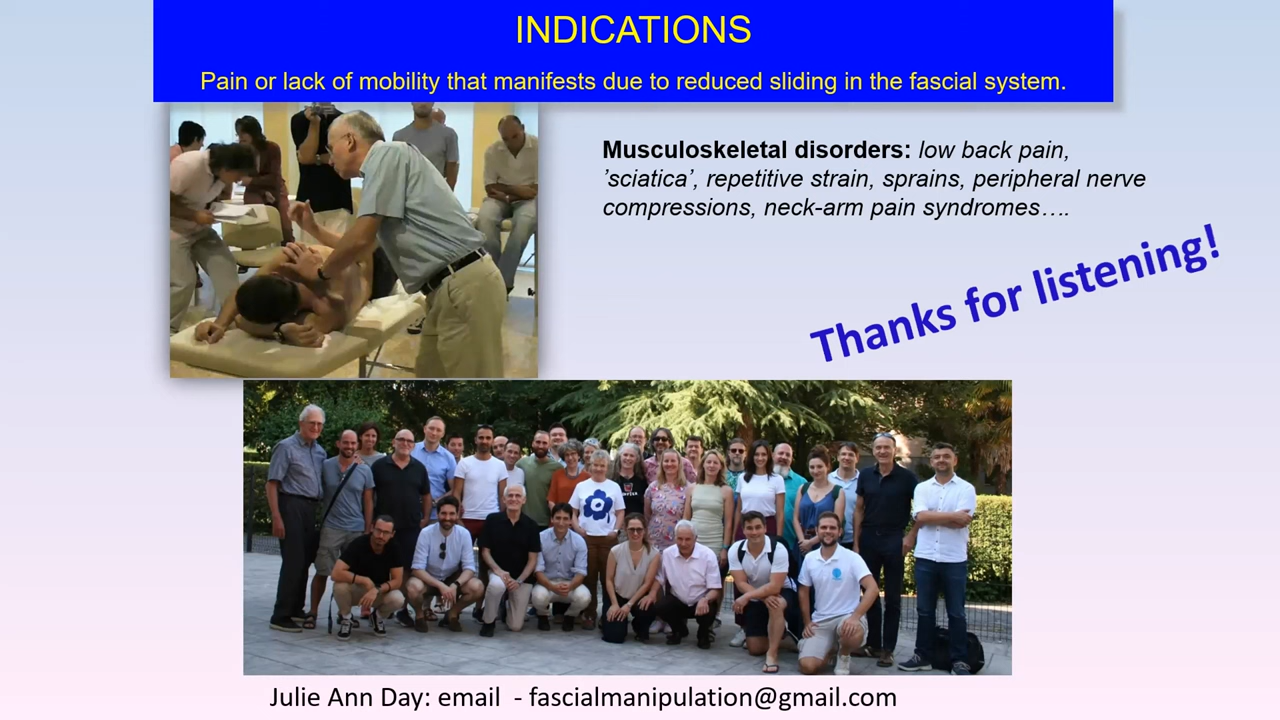 INDICATIONS
Pain or lack of mobility that manifests due to reduced sliding in the fascial system.
Musculoskeletal disorders: low back pain,
’sciatica’, repetitive strain, sprains, peripheral nerve
compressions, neck-arm pain syndromes….
Thanks for listening!
Julie Ann Day: email - fascialmanipulation@gmail.com